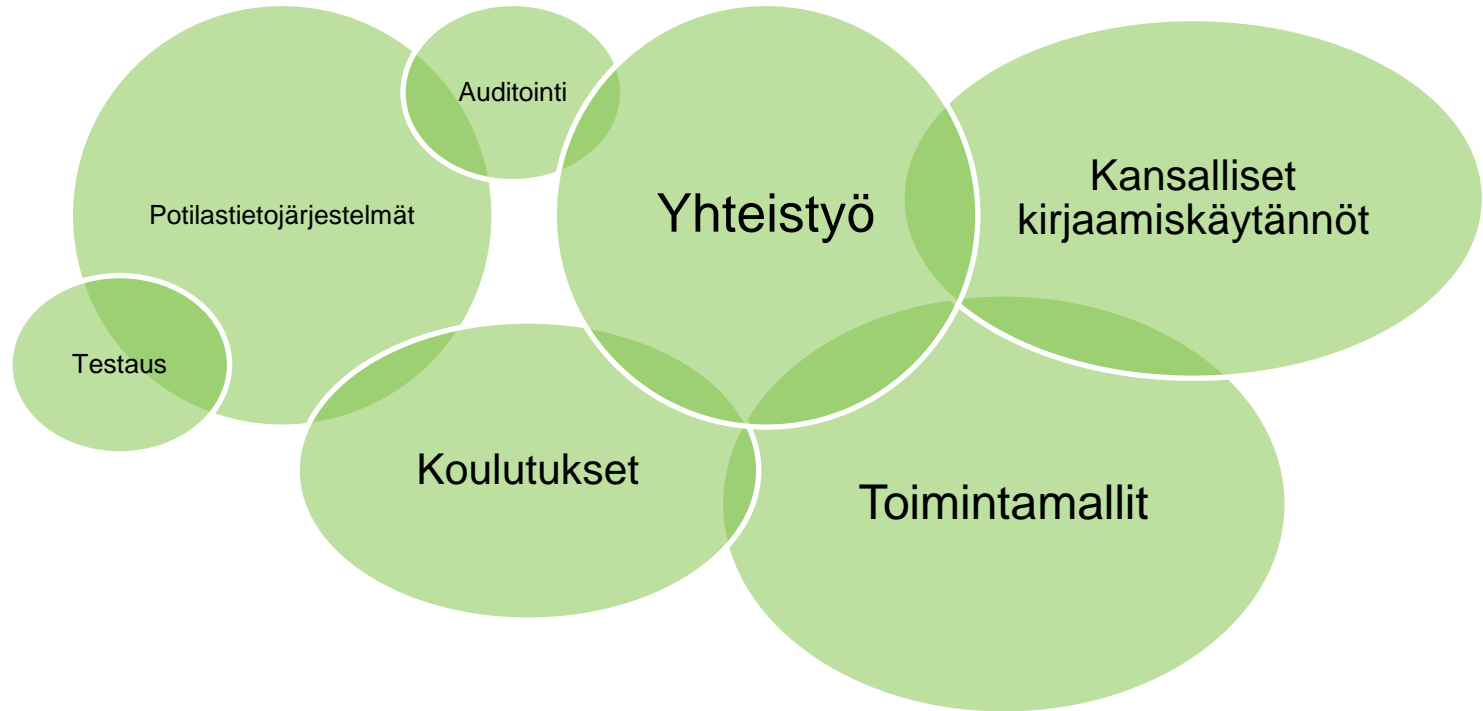 Auditointi
Potilastietojärjestelmät
Yhteistyö
Kansalliset
kirjaamiskäytännöt
Testaus
Koulutukset
Toimintamallit